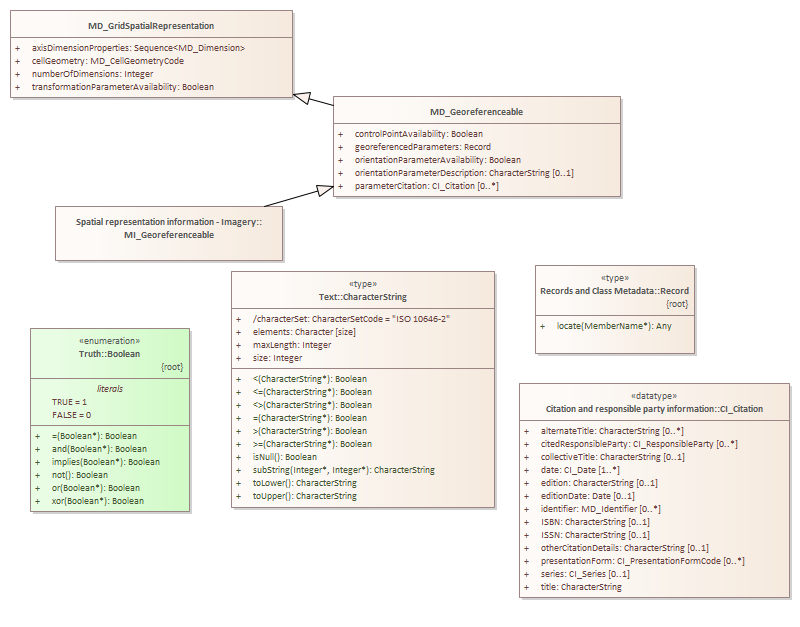 MD_GridSpatialRepresentation
+ axisDimensionProperties: Sequence<MD_Dimension>
+ cellGeometry: MD_CellGeometryCode
+ numberOfDimensions: Integer
+ transformationParameterAvailability: Boolean
MD_Georeferenceable
+ controlPointAvailability: Boolean
+ georeferencedParameters: Record
+ orientationParameterAvailability: Boolean
+ orientationParameterDescription: CharacterString [0..1]
+ parameterCitation: CI_Citation [0..*]
Spatial representation information - Imagery::
MI_Georeferenceable
«type»
Text::CharacterString
+ /characterSet: CharacterSetCode = "ISO 10646-2"
+ elements: Character [size]
+ maxLength: Integer
+ size: Integer
+ <(CharacterString*): Boolean
+ <=(CharacterString*): Boolean
+ <>(CharacterString*): Boolean
+ =(CharacterString*): Boolean
+ >(CharacterString*): Boolean
+ >=(CharacterString*): Boolean
+ isNull(): Boolean
+ subString(Integer*, Integer*): CharacterString
+ toLower(): CharacterString
+ toUpper(): CharacterString
«type»
Records and Class Metadata::Record
{root}
+ locate(MemberName*): Any
«enumeration»
Truth::Boolean
{root}
literals
TRUE = 1
FALSE = 0
+ =(Boolean*): Boolean
+ and(Boolean*): Boolean
+ implies(Boolean*): Boolean
+ not(): Boolean
+ or(Boolean*): Boolean
+ xor(Boolean*): Boolean
«datatype»
Citation and responsible party information::CI_Citation
+ alternateTitle: CharacterString [0..*]
+ citedResponsibleParty: CI_ResponsibleParty [0..*]
+ collectiveTitle: CharacterString [0..1]
+ date: CI_Date [1..*]
+ edition: CharacterString [0..1]
+ editionDate: Date [0..1]
+ identifier: MD_Identifier [0..*]
+ ISBN: CharacterString [0..1]
+ ISSN: CharacterString [0..1]
+ otherCitationDetails: CharacterString [0..1]
+ presentationForm: CI_PresentationFormCode [0..*]
+ series: CI_Series [0..1]
+ title: CharacterString